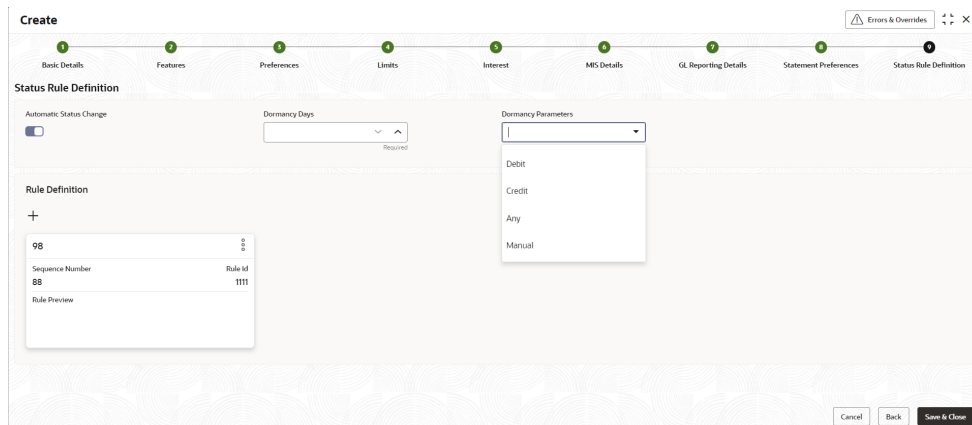 Create
Errors & Overrides
1 2 3 4 5 6 7 8 9
Basic Details Features Preferences Limits Interest MIS Details GL Reporting Details Statement Preferences Status Rule Definition
Status Rule Definition
Automatic Status Change Dormancy Days Dormancy Parameters
Required
Debit
Credit
Any
Manual
Rule Definition
98
Sequence Number Rule Id
88 1111
Rule Preview
Cancel Back Save & Close